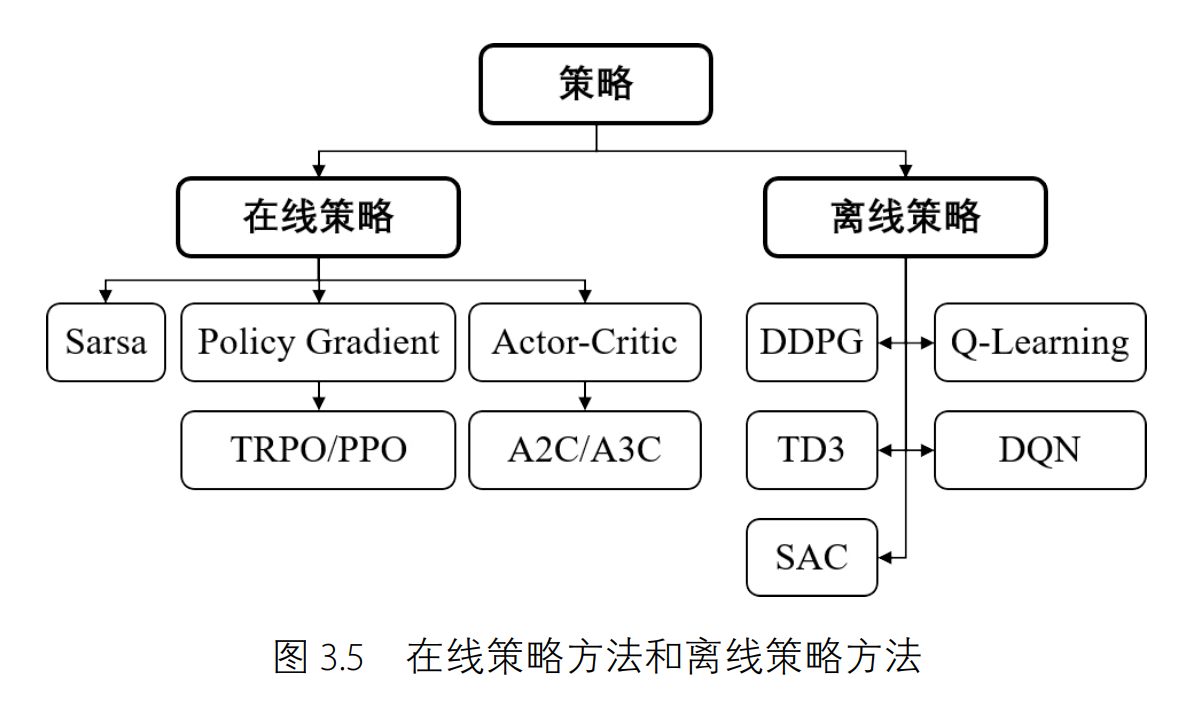 策略
在线策略
离线策略
Sarsa
Policy Gradient
Actor-Critic
DDPG
Q-Learning
TRPO/PPO
A2C/A3C
TD3
DQN
SAC
图 3.5 在线策略方法和离线策略方法